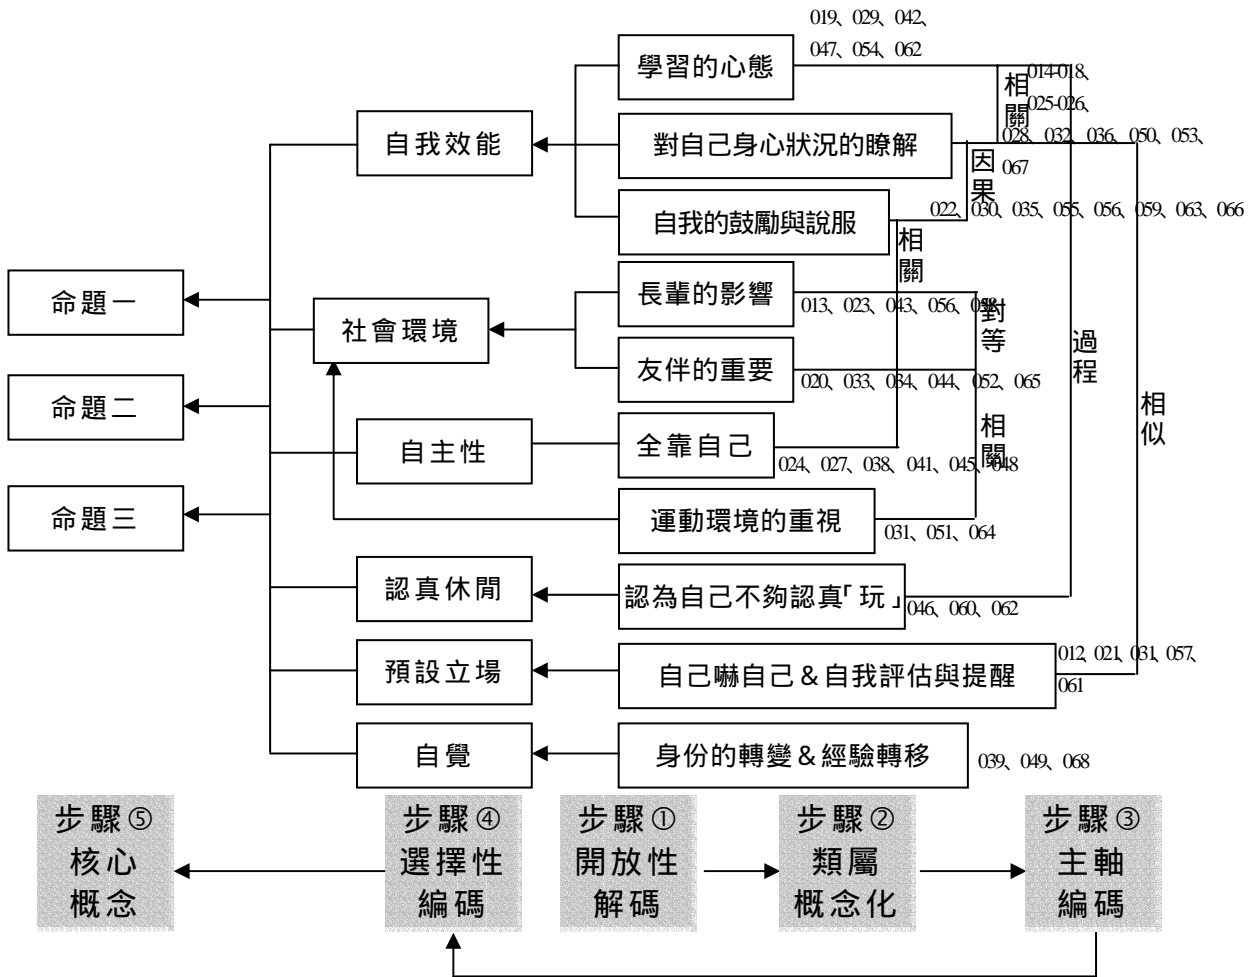 019、029、042、
047、054、062
學習的心態
相關
014-018、
025-026、
028、032、036、050、053、
067
自我效能
對自己身心狀況的瞭解
因果
自我的鼓勵與說服
022、030、035、055、056、059、063、066
相關
命題一
長輩的影響
013、023、043、056、058
對等
社會環境
過程
友伴的重要
020、033、034、044、052、065
命題二
相似
相關
自主性
全靠自己
024、027、038、041、045、048
命題三
運動環境的重視
031、051、064
認真休閒
認為自己不夠認真「玩」
046、060、062
預設立場
自己嚇自己&自我評估與提醒
012、021、031、057、
061
自覺
身份的轉變&經驗轉移
039、049、068
步驟⑤
核心
概念
步驟④
選擇性
編碼
步驟①
開放性
解碼
步驟②
類屬
概念化
步驟③
主軸
編碼